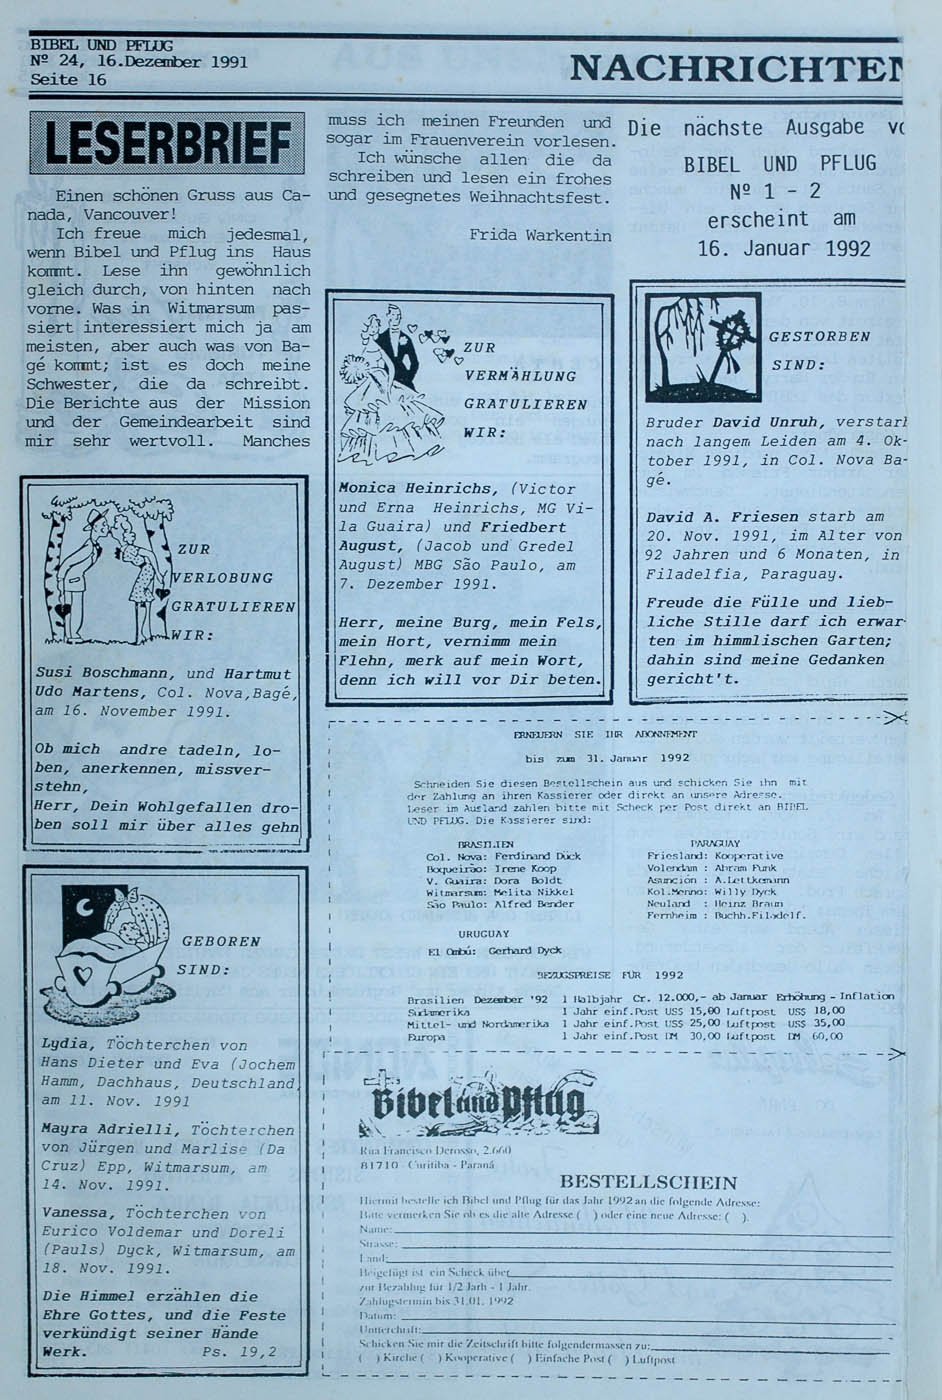 BIBEL UND PFLUG
Nº 24, 16.Dezember 1991
Seite 16
NACHRICHTEN
LESERBRIEF
Einen schönen Gruss aus Ca-
nada, Vancouver!
Ich freue mich jedesmal,
wenn Bibel und Pflug ins Haus
kommt. Lese ihn gewöhnlich
gleich durch, von hinten nach
vorne. Was in Witmarsum pas-
siert interessiert mich ja am
meisten, aber auch was von Ba-
gé kommt; ist es doch meine
Schwester, die da schreibt.
Die Berichte aus der Mission
und der Gemeindearbeit sind
mir sehr wertvoll. Manches
muss ich meinen Freunden und
sogar im Frauenverein vorlesen.
Ich wünsche allen die da
schreiben und lesen ein frohes
und gesegnetes Weihnachtsfest.
Frida Warkentin
Die nächste Ausgabe vo
BIBEL UND PFLUG
Nº 1 - 2
erscheint am
16. Januar 1992
ZUR
VERLOBUNG
GRATULIEREN
WIR:
Susi Boschmann, und Hartmut
Udo Martens, Col. Nova,Bagé,
am 16. November 1991.
Ob mich andre tadeln, lo-
ben, anerkennen, missver-
stehn,
Herr, Dein Wohlgefallen dro-
ben soll mir über alles gehn
GEBOREN
SIND:
Lydia, Töchterchen von
Hans Dieter und Eva (Jochem
Hamm, Dachhaus, Deutschland,
am 11. Nov. 1991
Mayra Adrielli, Töchterchen
von Jürgen und Marlise (Da
Cruz) Epp, Witmarsum, am
14. Nov. 1991.
Vanessa, Töchterchen von
Eurico Voldemar und Doreli
(Pauls) Dyck, Witmarsum, am
18. Nov. 1991.
Die Himmel erzählen die
Ehre Gottes, und die Feste
verkündigt seiner Hände
Werk. Ps. 19,2
ZUR
VERMÄHLUNG
GRATULIEREN
WIR:
Monica Heinrichs, (Victor
und Erna Heinrichs, MG Vi-
la Guaira) und Friedbert
August, (Jacob und Gredel
August) MBG São Paulo, am
7. Dezember 1991.
Herr, meine Burg, mein Fels,
mein Hort, vernimm mein
Flehn, merk auf mein Wort,
denn ich will vor Dir beten.
GESTORBEN
SIND:
Bruder David Unruh, verstarb
nach langem Leiden am 4. Ok-
tober 1991, in Col. Nova Ba-
gé.
David A. Friesen starb am
20. Nov. 1991, im Alter von
92 Jahren und 6 Monaten, in
Filadelfia, Paraguay.
Freude die Fülle und lieb-
liche Stille darf ich erwar-
ten im himmlischen Garten;
dahin sind meine Gedanken
gericht't.
ERNEUERN SIE IHR ABONNEMENT
bis zum 31. Januar 1992
Schneiden Sie diesen Bestellschein aus und schicken Sie ihn mit
der Zahlung an ihren Kassierer oder direkt an unsere Adresse.
Leser im Ausland zahlen bitte mit Scheck per Post direkt an BIBEL
UND PFLUG. Die Kassierer sind:
BRASILIEN
Col. Nova: Ferdinand Dück
Boqueirão: Irene Koop
V. Guaira: Dora Boldt
Witmarsum: Melita Nikkel
São Paulo: Alfred Bender
PARAGUAY
Friesland: Kooperative
Volendam : Abram Funk
Asunción : A.Lettkemann
Kol.Menno: Willy Dyck
Neuland : Heinz Braun
Fernheim : Buchh.Filadelf.
URUGUAY
El Ombú: Gerhard Dyck
BEZUGSPREISE FÜR 1992
Brasilien Dezember '92 1 Halbjahr Cr. 12.000,- ab Januar Erhöhung - Inflation
Südamerika 1 Jahr einf.Post US$ 15,00 Luftpost US$ 18,00
Mittel- und Nordamerika 1 Jahr einf.Post US$ 25,00 Luftpost US$ 35,00
Europa 1 Jahr einf.Post DM 30,00 Luftpost DM 60,00
Bibel und Pflug
Rua Francisco Derosso, 2.660
81710 - Curitiba - Paraná
BESTELLSCHEIN
Hiermit bestelle ich Bibel und Pflug für das Jahr 1992 an die folgende Adresse:
Bitte vermerken Sie ob es die alte Adresse ( ) oder eine neue Adresse: ( ).
Name:
Strasse:
Land:
Beigefügt ist ein Scheck über
zur Bezahlug für 1/2 Jarh - 1 Jahr.
Zahlugstermin bis 31.01. 1992
Datum:
Unterchrift:
Schicken Sie mir die Zeitschrift bitte folgendermassen zu:
( ) Kirche ( ) Kooperative ( ) Einfache Post ( ) Luftpost